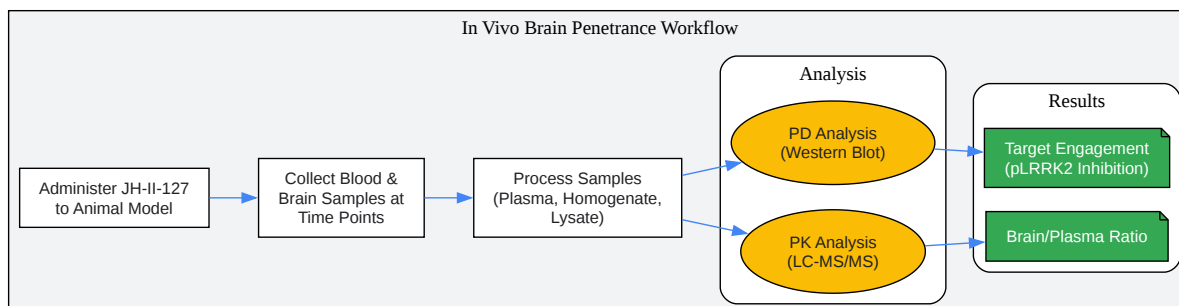 In Vivo Brain Penetrance Workflow
Administer JH-II-127
to Animal Model
Collect Blood &
Brain Samples at
Time Points
Process Samples
(Plasma, Homogenate,
Lysate)
Analysis
PD Analysis
(Western Blot)
PK Analysis
(LC-MS/MS)
Results
Target Engagement
(pLRRK2 Inhibition)
Brain/Plasma Ratio